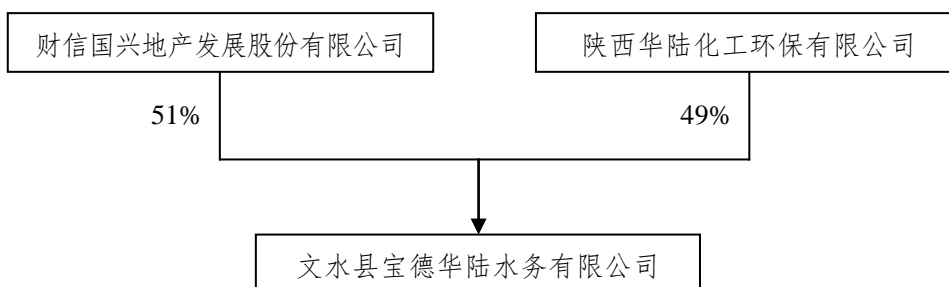 财信国兴地产发展股份有限公司
陕西华陆化工环保有限公司
51%
49%
文水县宝德华陆水务有限公司